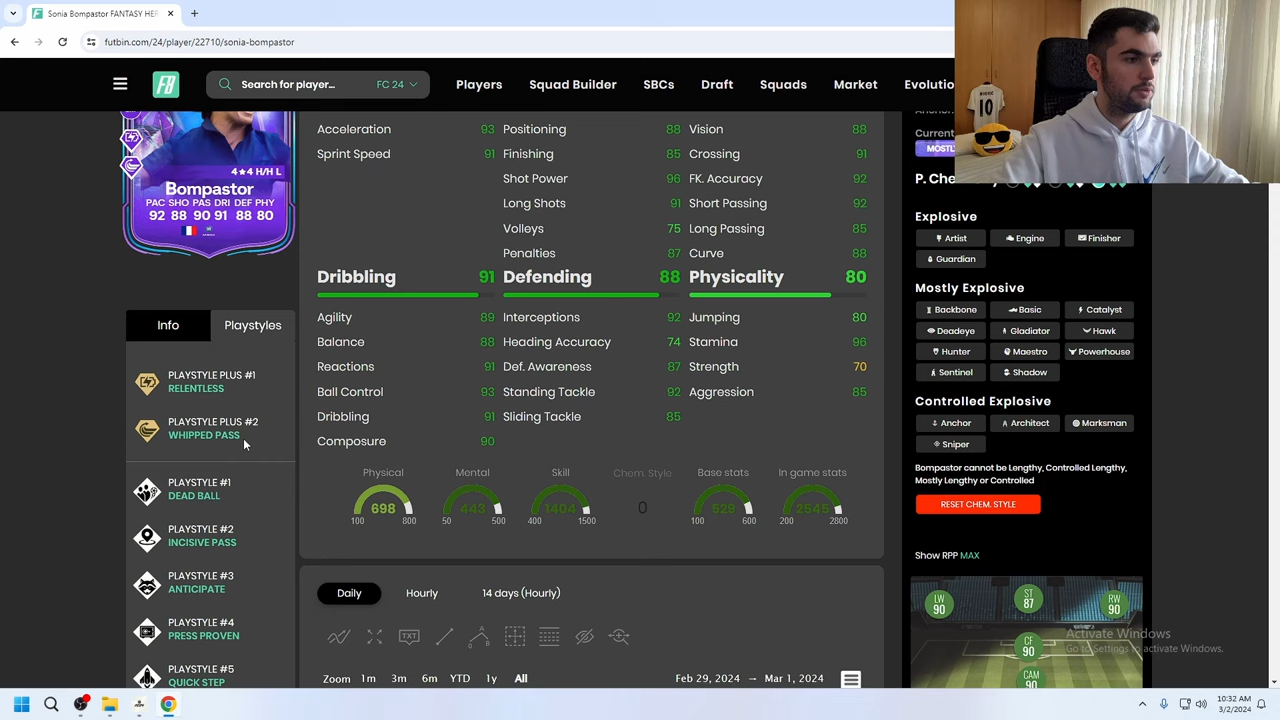 Sonia Bompastor FANTASY HER
futbin.com/24/player/22710/sonia-bompastor
FB
Search for player...
FC 24
Players
Squad Builder
SBCs
Draft
Squads
Market
Evolutio
Acceleration 93
Positioning 88
Vision 88
Sprint Speed 91
Finishing 85
Crossing 91
Shot Power 96
FK. Accuracy 92
Long Shots 91
Short Passing 92
Volleys 75
Long Passing 85
Penalties 87
Curve 88
4★4 H/H L
Bompastor
PAC SHO PAS DRI DEF PHY
92 88 90 91 88 80
Dribbling 91
Defending 88
Physicality 80
Agility 89
Interceptions 92
Jumping 80
Balance 88
Heading Accuracy 74
Stamina 96
Reactions 91
Def. Awareness 87
Strength 70
Ball Control 93
Standing Tackle 92
Aggression 85
Dribbling 91
Sliding Tackle 85
Composure 90
Info
Playstyles
PLAYSTYLE PLUS #1
RELENTLESS
PLAYSTYLE PLUS #2
WHIPPED PASS
PLAYSTYLE #1
DEAD BALL
PLAYSTYLE #2
INCISIVE PASS
PLAYSTYLE #3
ANTICIPATE
PLAYSTYLE #4
PRESS PROVEN
PLAYSTYLE #5
QUICK STEP
Physical
698
100 800
Mental
443
50 500
Skill
1404
400 1500
Chem. Style
0
Base stats
529
100 600
In game stats
2545
200 2800
Daily
Hourly
14 days (Hourly)
TXT
Zoom 1m 3m 6m YTD 1y All
Feb 29, 2024 → Mar 1, 2024
Current
MOSTLY
P. Che
MODRIĆ
10
Explosive
Artist
Engine
Finisher
Guardian
Mostly Explosive
Backbone
Basic
Catalyst
Deadeye
Gladiator
Hawk
Hunter
Maestro
Powerhouse
Sentinel
Shadow
Controlled Explosive
Anchor
Architect
Marksman
Sniper
Bompastor cannot be Lengthy, Controlled Lengthy,
Mostly Lengthy or Controlled
RESET CHEM. STYLE
Show RPP MAX
LW
90
ST
87
RW
90
CF
90
CAM
90
Activate Windows
Go to Settings to activate Windows.
10:32 AM
3/2/2024